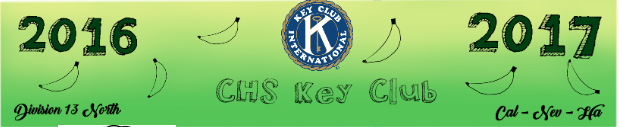 2016
KEY CLUB
K
INTERNATIONAL
2017
CHS Key Club
Division 13 North
Cal - Nev - Ha